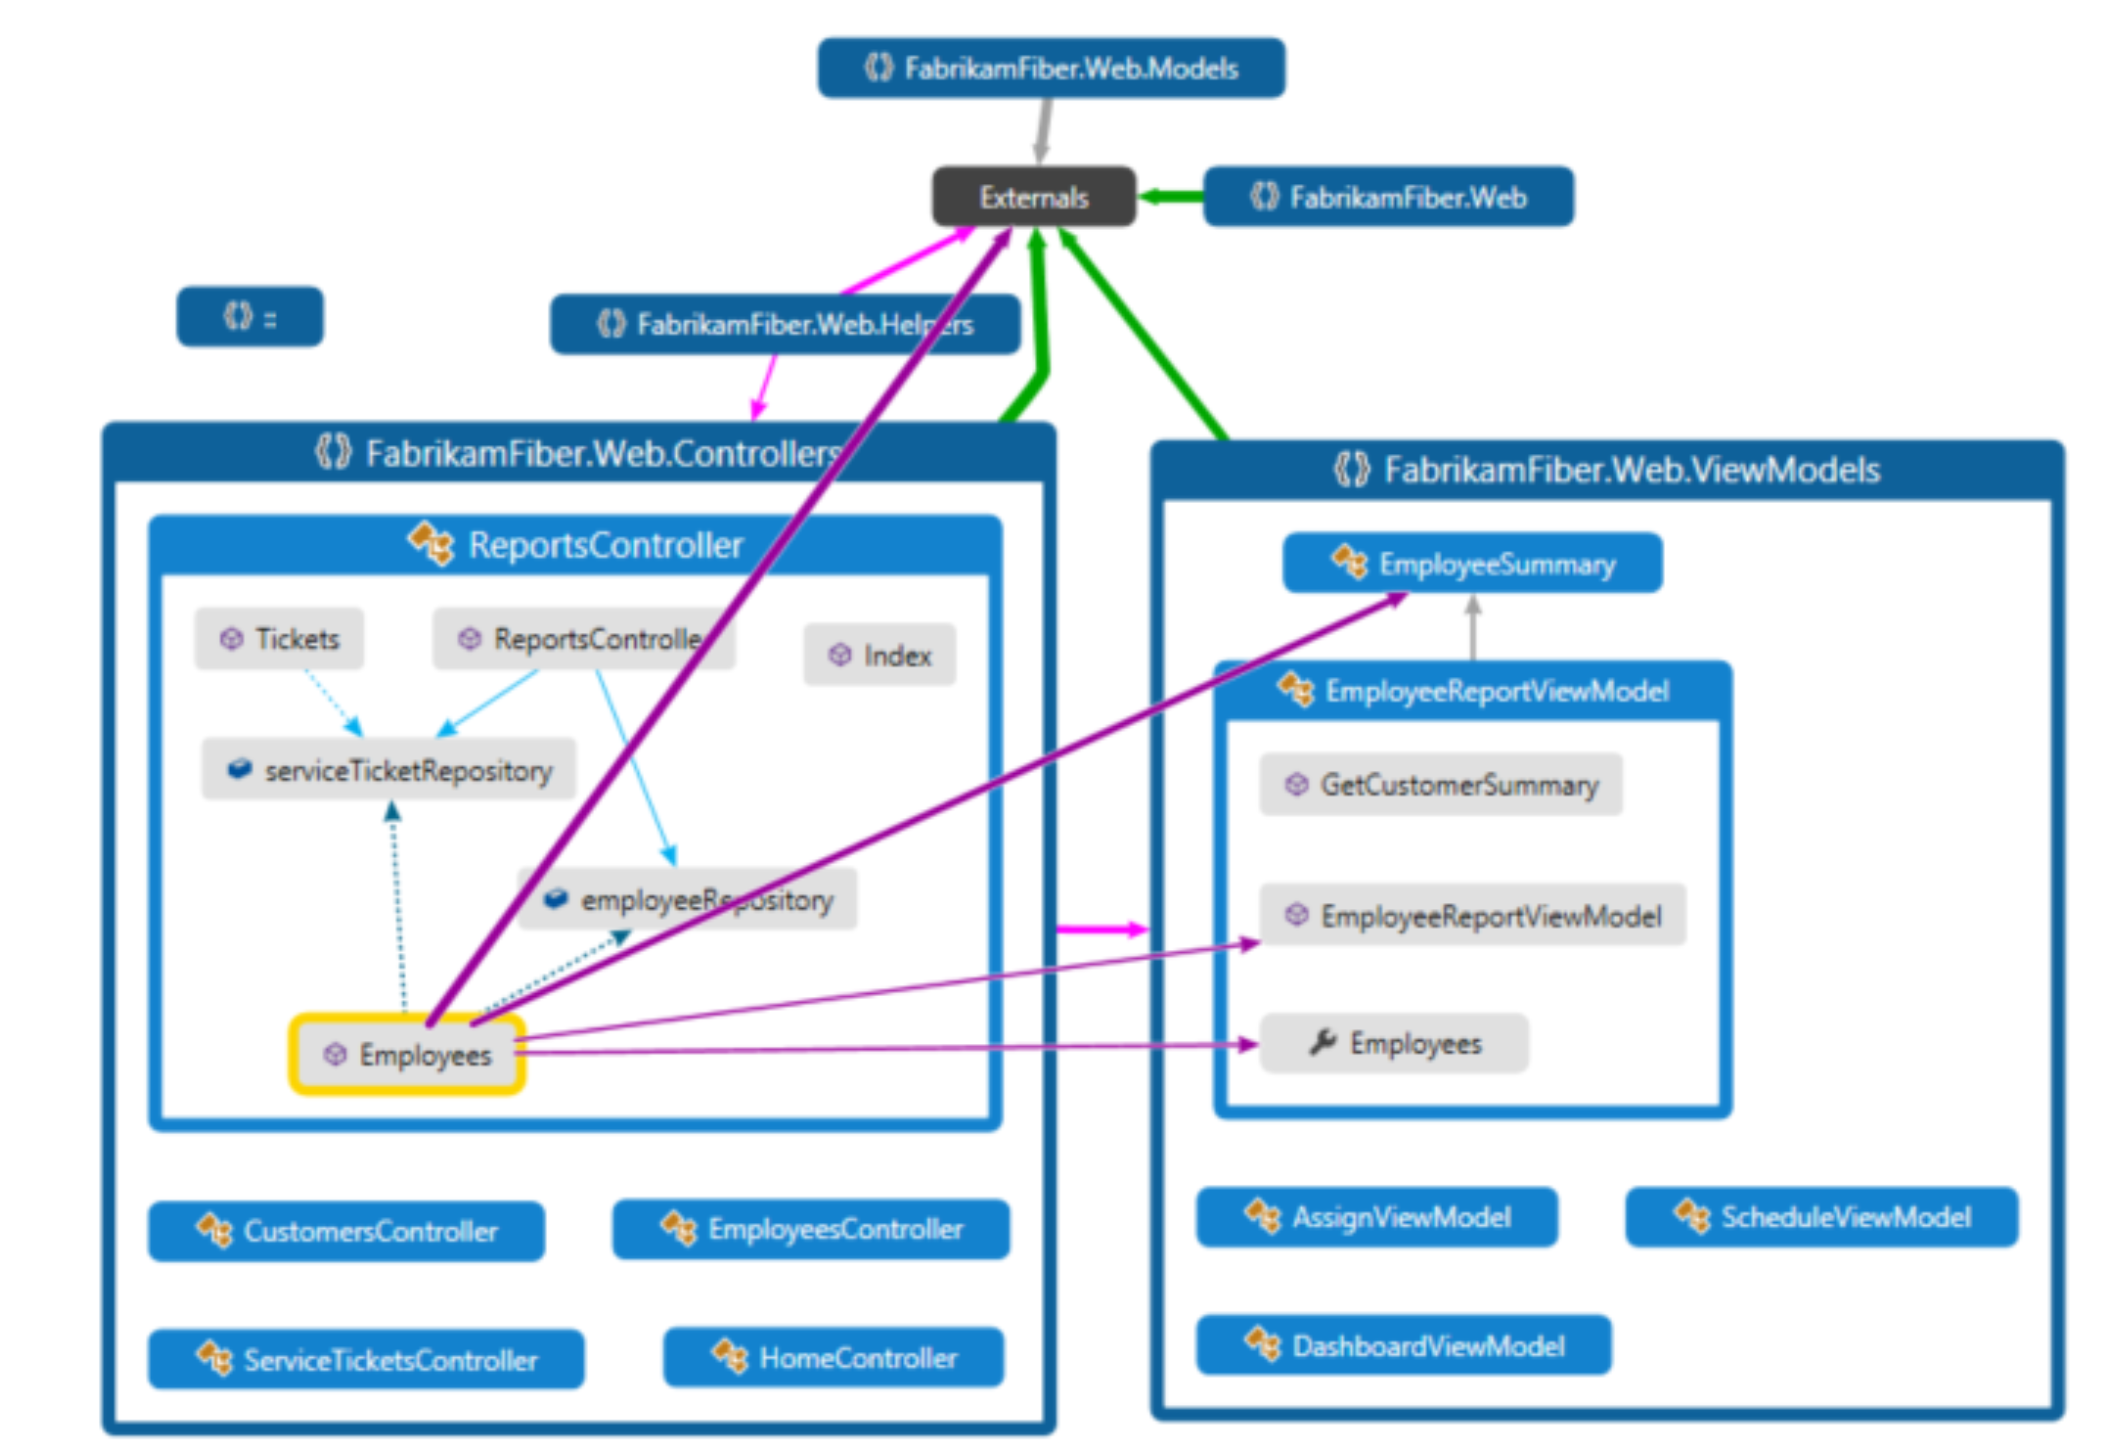 FabrikamFiber.Web.Models
Externals
FabrikamFiber.Web
::
FabrikamFiber.Web.Helpers
FabrikamFiber.Web.Controllers
FabrikamFiber.Web.ViewModels
ReportsController
Tickets
ReportsControlle
Index
serviceTicketRepository
employeeRepository
Employees
CustomersController
EmployeesController
ServiceTicketsController
HomeController
EmployeeSummary
EmployeeReportViewModel
GetCustomerSummary
EmployeeReportViewModel
Employees
AssignViewModel
ScheduleViewModel
DashboardViewModel